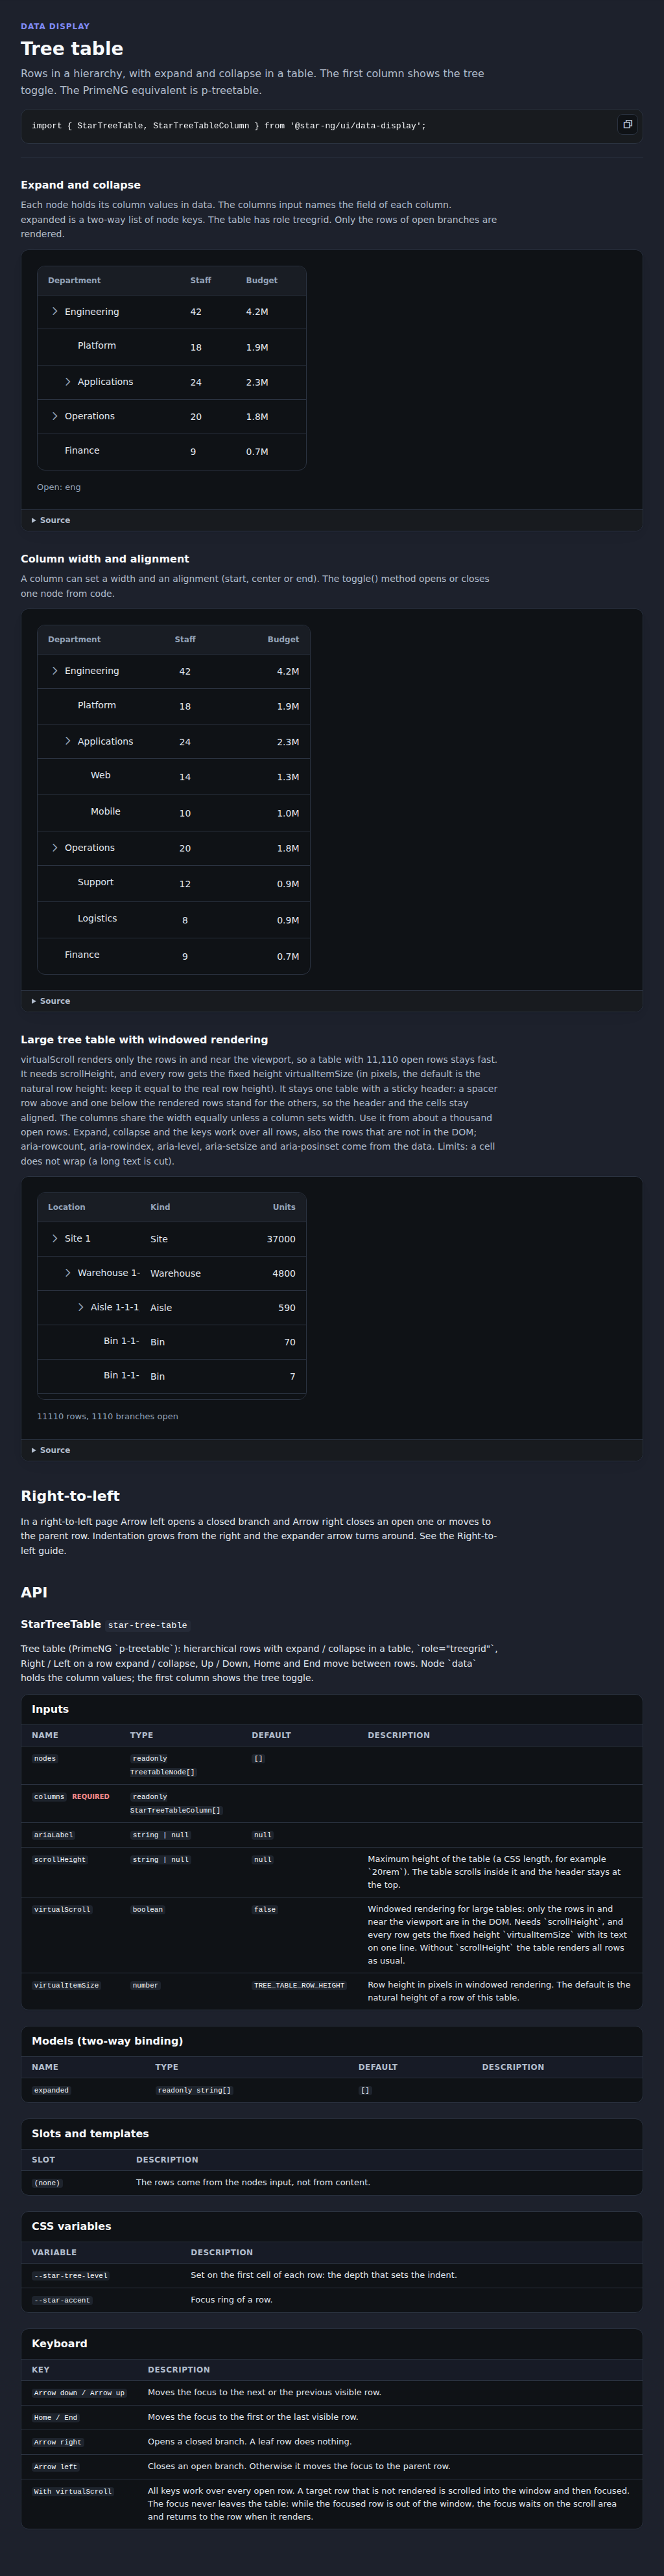 DATA DISPLAY
Tree table
Rows in a hierarchy, with expand and collapse in a table. The first column shows the tree
toggle. The PrimeNG equivalent is p-treetable.
import { StarTreeTable, StarTreeTableColumn } from '@star-ng/ui/data-display';
Expand and collapse
Each node holds its column values in data. The columns input names the field of each column.
expanded is a two-way list of node keys. The table has role treegrid. Only the rows of open branches are
rendered.
Department Staff Budget
Engineering 42 4.2M
Platform 18 1.9M
Applications 24 2.3M
Operations 20 1.8M
Finance 9 0.7M
Open: eng
Source
Column width and alignment
A column can set a width and an alignment (start, center or end). The toggle() method opens or closes
one node from code.
Department Staff Budget
Engineering 42 4.2M
Platform 18 1.9M
Applications 24 2.3M
Web 14 1.3M
Mobile 10 1.0M
Operations 20 1.8M
Support 12 0.9M
Logistics 8 0.9M
Finance 9 0.7M
Source
Large tree table with windowed rendering
virtualScroll renders only the rows in and near the viewport, so a table with 11,110 open rows stays fast.
It needs scrollHeight, and every row gets the fixed height virtualItemSize (in pixels, the default is the
natural row height: keep it equal to the real row height). It stays one table with a sticky header: a spacer
row above and one below the rendered rows stand for the others, so the header and the cells stay
aligned. The columns share the width equally unless a column sets width. Use it from about a thousand
open rows. Expand, collapse and the keys work over all rows, also the rows that are not in the DOM;
aria-rowcount, aria-rowindex, aria-level, aria-setsize and aria-posinset come from the data. Limits: a cell
does not wrap (a long text is cut).
Location Kind Units
Site 1 Site 37000
Warehouse 1- Warehouse 4800
Aisle 1-1-1 Aisle 590
Bin 1-1- Bin 70
Bin 1-1- Bin 7
11110 rows, 1110 branches open
Source
Right-to-left
In a right-to-left page Arrow left opens a closed branch and Arrow right closes an open one or moves to
the parent row. Indentation grows from the right and the expander arrow turns around. See the Right-to-
left guide.
API
StarTreeTable star-tree-table
Tree table (PrimeNG `p-treetable`): hierarchical rows with expand / collapse in a table, `role="treegrid"`,
Right / Left on a row expand / collapse, Up / Down, Home and End move between rows. Node `data`
holds the column values; the first column shows the tree toggle.
Inputs
NAME TYPE DEFAULT DESCRIPTION
nodes readonly TreeTableNode[] []
columns REQUIRED readonly StarTreeTableColumn[]
ariaLabel string | null null
scrollHeight string | null null Maximum height of the table (a CSS length, for example
`20rem`). The table scrolls inside it and the header stays at
the top.
virtualScroll boolean false Windowed rendering for large tables: only the rows in and
near the viewport are in the DOM. Needs `scrollHeight`, and
every row gets the fixed height `virtualItemSize` with its text
on one line. Without `scrollHeight` the table renders all rows
as usual.
virtualItemSize number TREE_TABLE_ROW_HEIGHT Row height in pixels in windowed rendering. The default is the
natural height of a row of this table.
Models (two-way binding)
NAME TYPE DEFAULT DESCRIPTION
expanded readonly string[] []
Slots and templates
SLOT DESCRIPTION
(none) The rows come from the nodes input, not from content.
CSS variables
VARIABLE DESCRIPTION
--star-tree-level Set on the first cell of each row: the depth that sets the indent.
--star-accent Focus ring of a row.
Keyboard
KEY DESCRIPTION
Arrow down / Arrow up Moves the focus to the next or the previous visible row.
Home / End Moves the focus to the first or the last visible row.
Arrow right Opens a closed branch. A leaf row does nothing.
Arrow left Closes an open branch. Otherwise it moves the focus to the parent row.
With virtualScroll All keys work over every open row. A target row that is not rendered is scrolled into the window and then focused.
The focus never leaves the table: while the focused row is out of the window, the focus waits on the scroll area
and returns to the row when it renders.